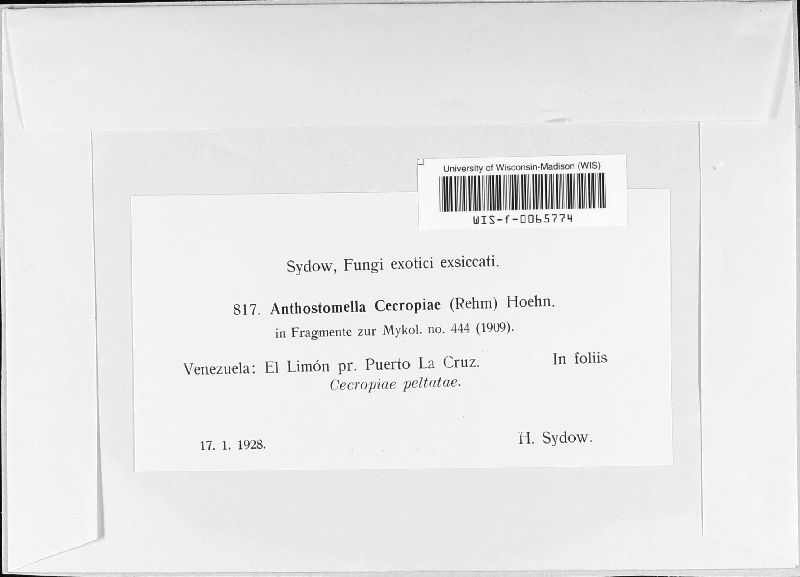 University of Wisconsin-Madison (WIS)
WIS-f-0065774
Sydow, Fungi exotici exsiccati.
817. Anthostomella Cecropiae (Rehm) Hoehn.
in Fragmente zur Mykol. no. 444 (1909).
Venezuela: El Limón pr. Puerto La Cruz. In foliis
Cecropiae peltatae.
17. 1. 1928. H. Sydow.